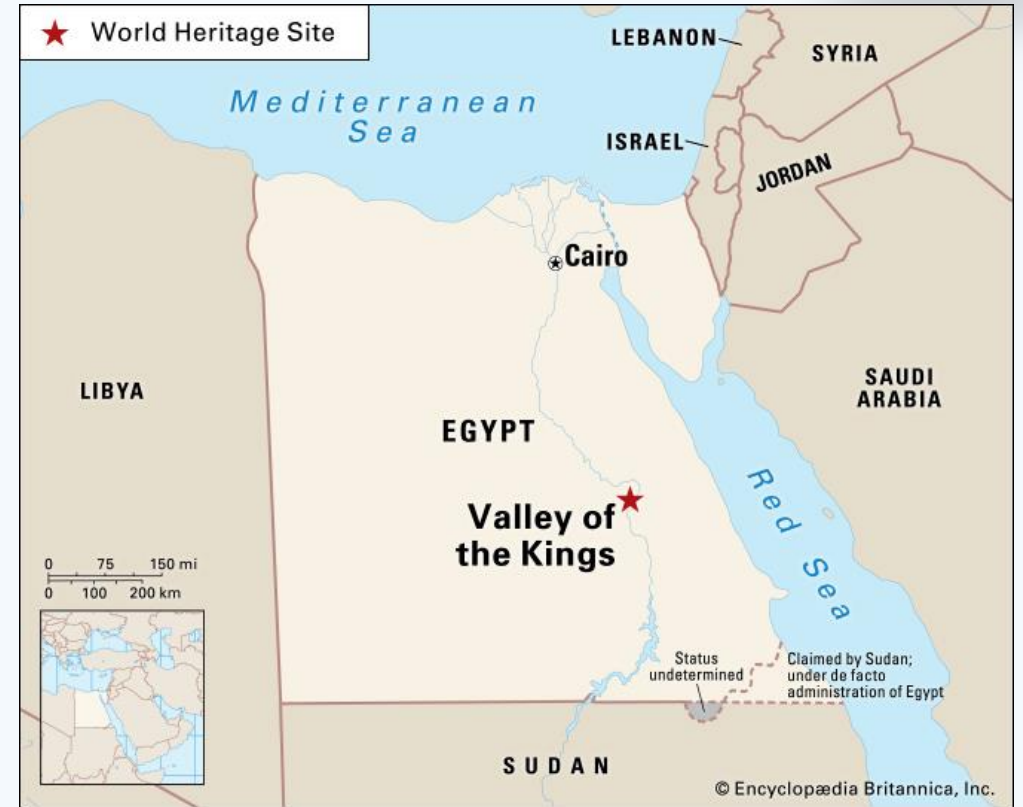 World Heritage Site
Mediterranean
Sea
LEBANON
SYRIA
ISRAEL
JORDAN
Cairo
LIBYA
SAUDI
ARABIA
EGYPT
Valley of
the Kings
Red Sea
0 75 150 mi
0 100 200 km
Status
undetermined
Claimed by Sudan;
under de facto
administration of Egypt
SUDAN
© Encyclopædia Britannica, Inc.